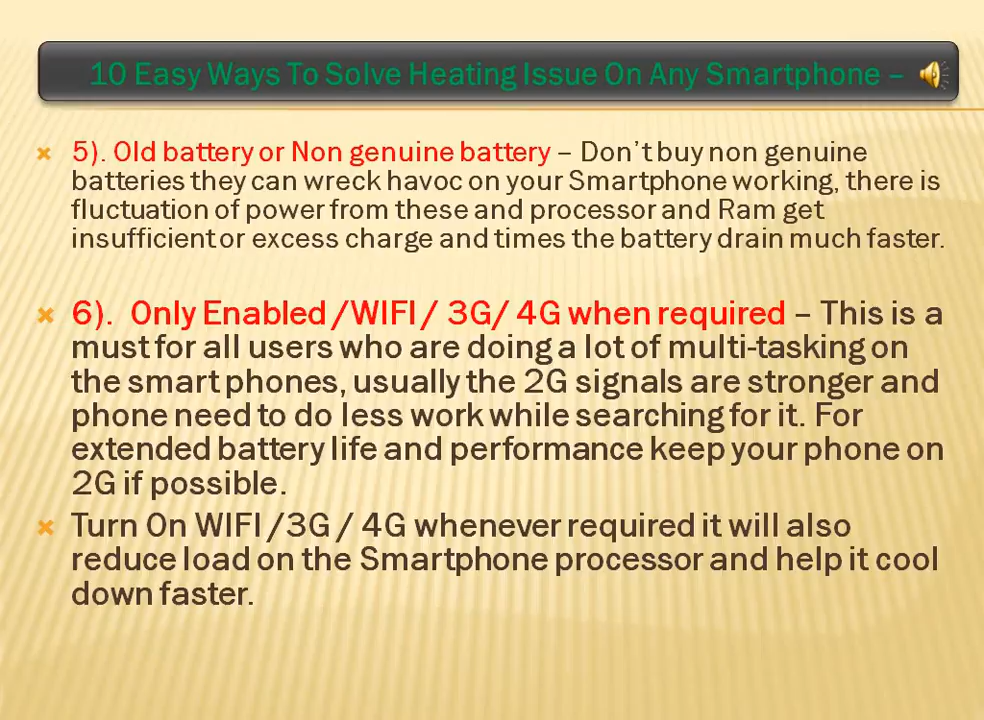 10 Easy Ways To Solve Heating Issue On Any Smartphone –
5). Old battery or Non genuine battery – Don't buy non genuine
batteries they can wreck havoc on your Smartphone working, there is
fluctuation of power from these and processor and Ram get
insufficient or excess charge and times the battery drain much faster.
6).  Only Enabled /WIFI / 3G/ 4G when required – This is a
must for all users who are doing a lot of multi-tasking on
the smart phones, usually the 2G signals are stronger and
phone need to do less work while searching for it. For
extended battery life and performance keep your phone on
2G if possible.
Turn On WIFI /3G / 4G whenever required it will also
reduce load on the Smartphone processor and help it cool
down faster.